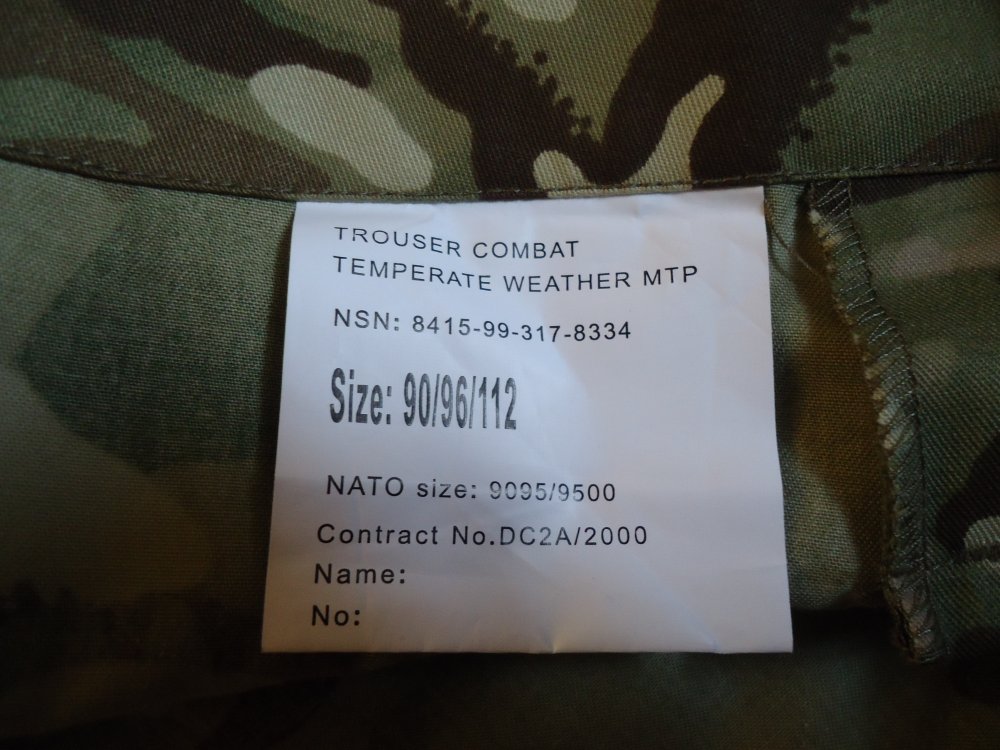 TROUSER COMBAT
TEMPERATE WEATHER MTP
NSN: 8415-99-317-8334
Size: 90/96/112
NATO size: 9095/9500
Contract No.DC2A/2000
Name:
No: